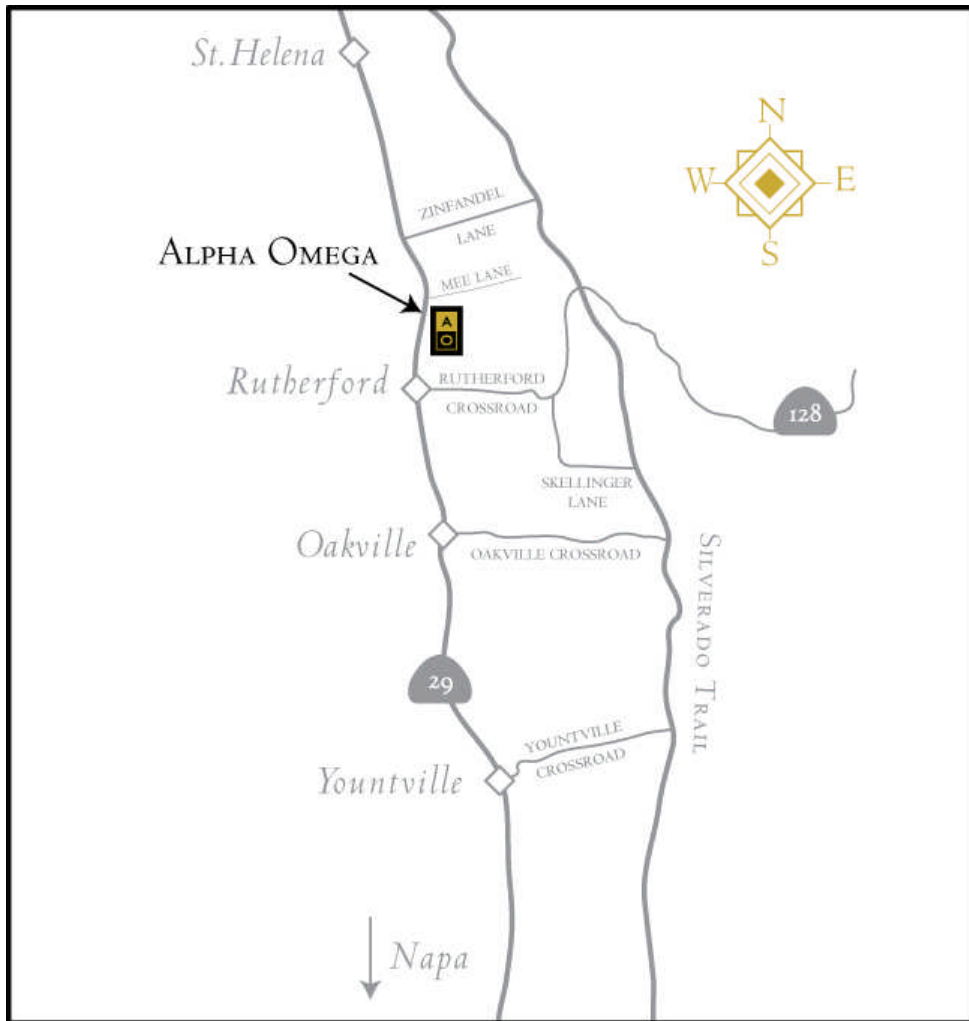 St. Helena
N
W
E
S
ZINFANDEL
LANE
ALPHA OMEGA
MEE LANE
A
O
Rutherford
RUTHERFORD
CROSSROAD
128
SKELLINGER
LANE
Oakville
OAKVILLE CROSSROAD
SILVERADO TRAIL
29
YOUNTVILLE
CROSSROAD
Yountville
Napa